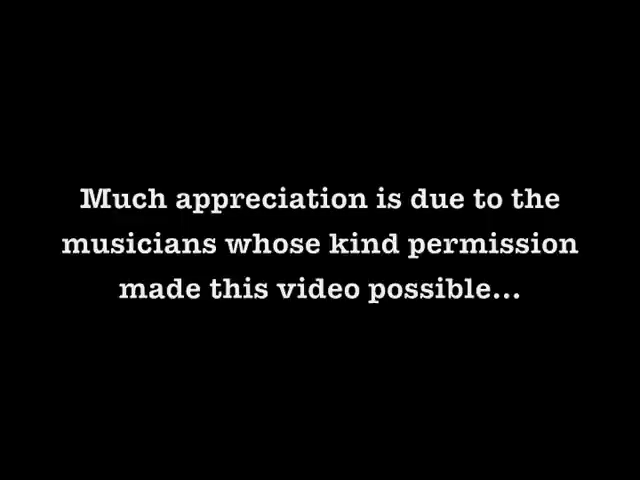 Much appreciation is due to the
musicians whose kind permission
made this video possible...